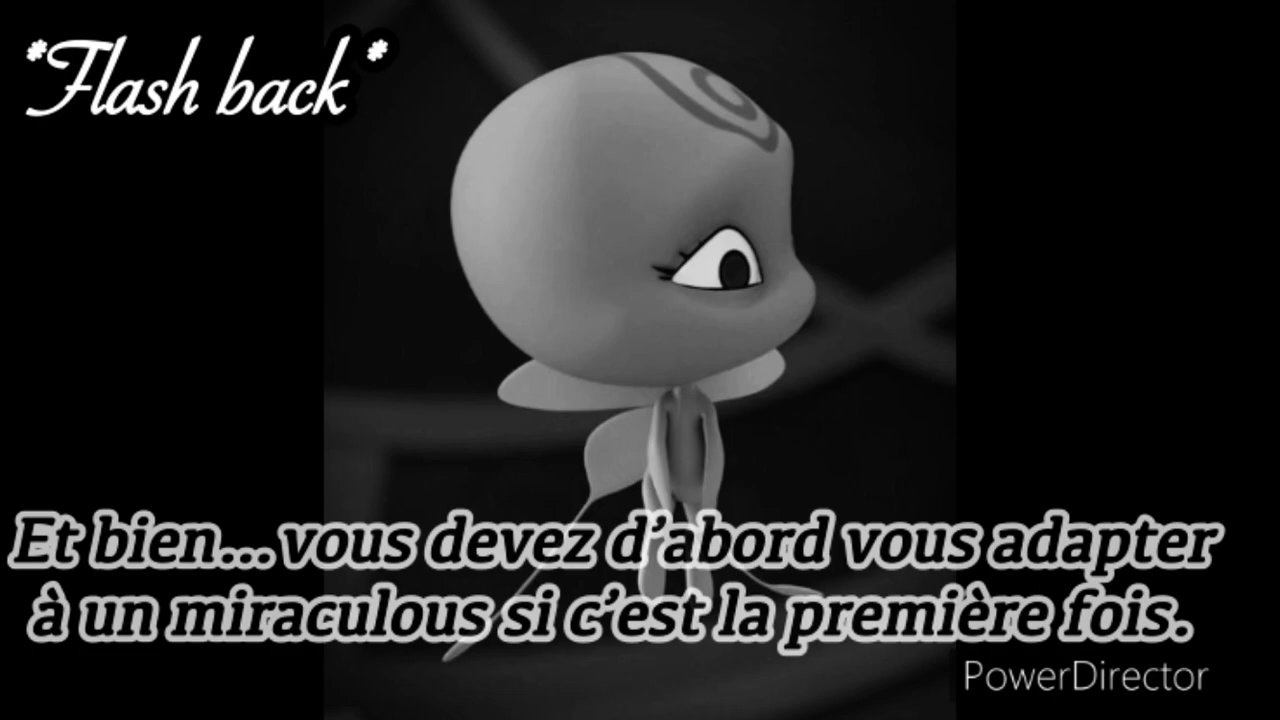 *Flash back*
Et bien...vous devez d'abord vous adapter
à un miraculous si c'est la première fois.
PowerDirector